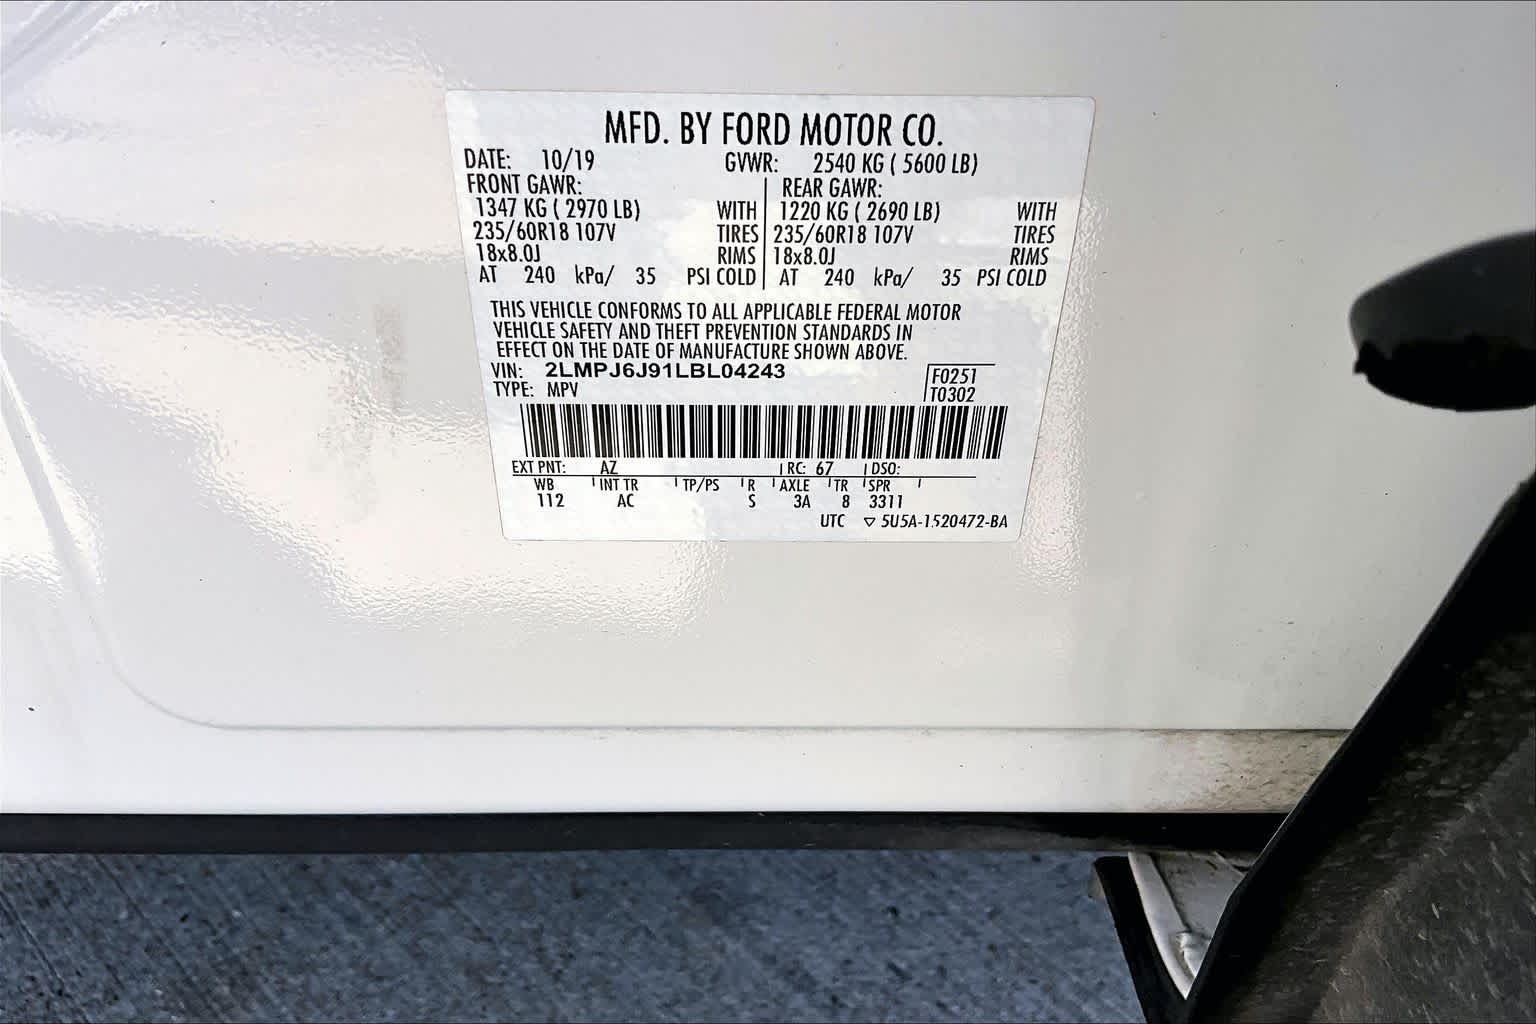 MFD. BY FORD MOTOR CO.
DATE: 10/19 GVWR: 2540 KG ( 5600 LB)
FRONT GAWR: REAR GAWR:
1347 KG ( 2970 LB) WITH 1220 KG ( 2690 LB) WITH
235/60R18 107V TIRES 235/60R18 107V TIRES
18x8.0J RIMS 18x8.0J RIMS
AT 240 kPa/ 35 PSI COLD AT 240 kPa/ 35 PSI COLD
THIS VEHICLE CONFORMS TO ALL APPLICABLE FEDERAL MOTOR
VEHICLE SAFETY AND THEFT PREVENTION STANDARDS IN
EFFECT ON THE DATE OF MANUFACTURE SHOWN ABOVE.
VIN: 2LMPJ6J91LBL04243 F0251
TYPE: MPV T0302
EXT PNT: AZ RC: 67 DSO:
WB INT TR TP/PS R AXLE TR SPR
112 AC S 3A 8 3311
UTC ▽ 5U5A-1520472-BA